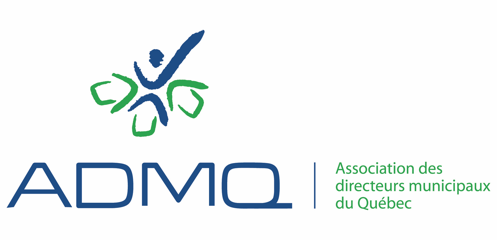 ADMQ
Association des
directeurs municipaux
du Québec